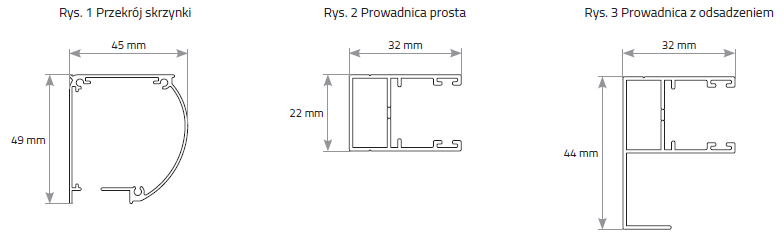 Rys. 1 Przekrój skrzynki
45 mm
49 mm
Rys. 2 Prowadnica prosta
32 mm
22 mm
Rys. 3 Prowadnica z odsadzeniem
32 mm
44 mm